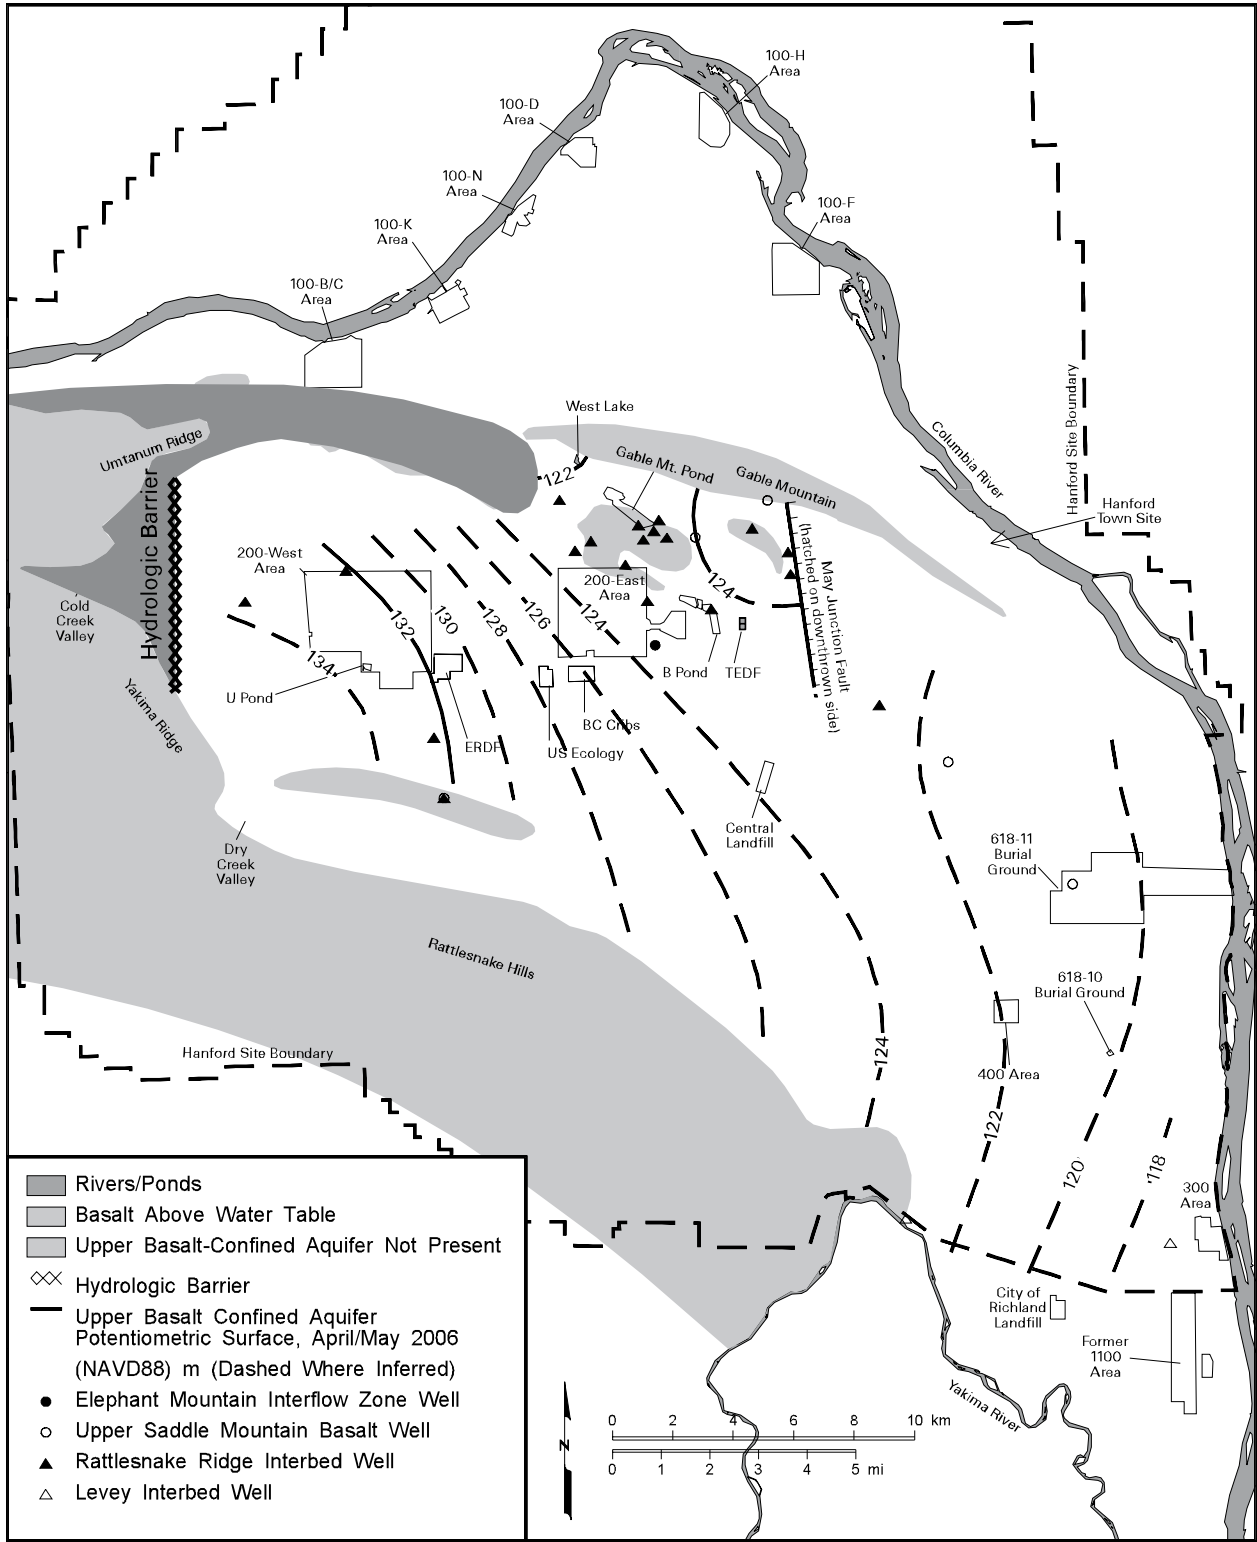 100-H
Area
100-D
Area
100-N
Area
100-F
Area
100-K
Area
100-B/C
Area
Hanford Site Boundary
Columbia River
West Lake
Umtanum Ridge
Gable Mt. Pond
Gable Mountain
122
Hydrologic Barrier
Hanford
Town Site
200-West
Area
200-East
Area
May Junction Fault
(hatched on downthrown side)
124
Cold
Creek
Valley
132
130
128
126
124
134
U Pond
B Pond
TEDF
Yakima Ridge
BC Cribs
ERDF
US Ecology
Central
Landfill
Dry
Creek
Valley
618-11
Burial
Ground
Rattlesnake Hills
618-10
Burial Ground
Hanford Site Boundary
124
400 Area
122
120
118
300
Area
City of
Richland
Landfill
Former
1100
Area
Yakima River
Rivers/Ponds
Basalt Above Water Table
Upper Basalt-Confined Aquifer Not Present
Hydrologic Barrier
Upper Basalt Confined Aquifer
Potentiometric Surface, April/May 2006
(NAVD88) m (Dashed Where Inferred)
Elephant Mountain Interflow Zone Well
Upper Saddle Mountain Basalt Well
Rattlesnake Ridge Interbed Well
Levey Interbed Well
N
0 2 4 6 8 10 km
0 1 2 3 4 5 mi